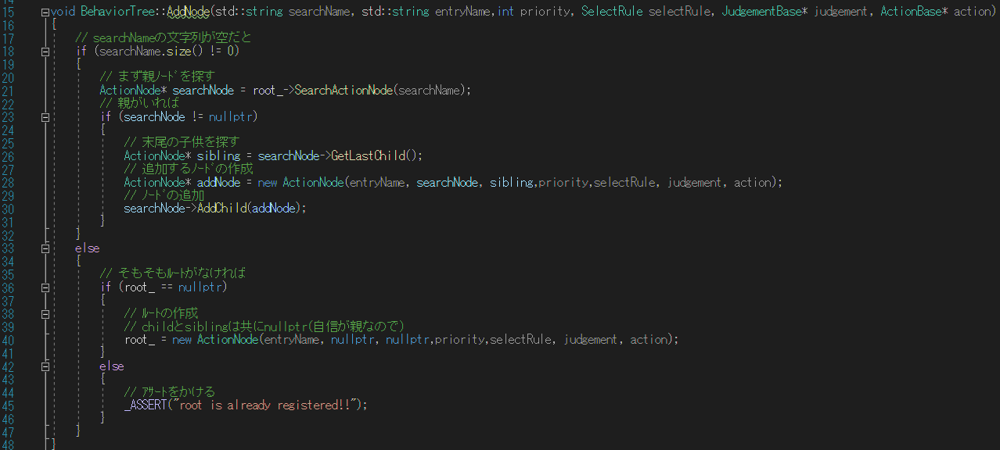 15 void BehaviorTree::AddNode(std::string searchName, std::string entryName,int priority, SelectRule selectRule, JudgementBase* judgement, ActionBase* action)
16 {
17 // searchNameの文字列が空だと
18 if (searchName.size() != 0)
19 {
20 // まず親ﾉｰﾄﾞを探す
21 ActionNode* searchNode = root_->SearchActionNode(searchName);
22 // 親がいれば
23 if (searchNode != nullptr)
24 {
25 // 末尾の子供を探す
26 ActionNode* sibling = searchNode->GetLastChild();
27 // 追加するﾉｰﾄﾞの作成
28 ActionNode* addNode = new ActionNode(entryName, searchNode, sibling,priority,selectRule, judgement, action);
29 // ﾉｰﾄﾞの追加
30 searchNode->AddChild(addNode);
31 }
32 }
33 else
34 {
35 // そもそもﾙｰﾄがなければ
36 if (root_ == nullptr)
37 {
38 // ﾙｰﾄの作成
39 // childとsiblingは共にnullptr(自信が親なので)
40 root_ = new ActionNode(entryName, nullptr, nullptr,priority,selectRule, judgement, action);
41 }
42 else
43 {
44 // ｱｻｰﾄをかける
45 _ASSERT("root is already registered!!");
46 }
47 }
48 }